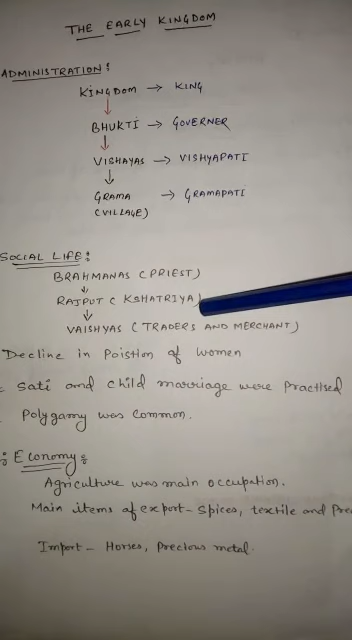 THE EARLY KINGDOM
ADMINISTRATION:
KINGDOM → KING
↓
BHUKTI → GOVERNER
↓
VISHAYAS → VISHYAPATI
↓
GRAMA → GRAMAPATI
(VILLAGE)
SOCIAL LIFE:
BRAHMANAS (PRIEST)
↓
RAJPUT ( KSHATRIYA)
↓
VAISHYAS ( TRADERS AND MERCHANT)
Decline in Poistion of women
Sati and child marriage were Practised
Polygamy was common.
Economy:
Agriculture was main occupation.
Main items of export- Spices, textile and
Import - Horses, Precious metal.